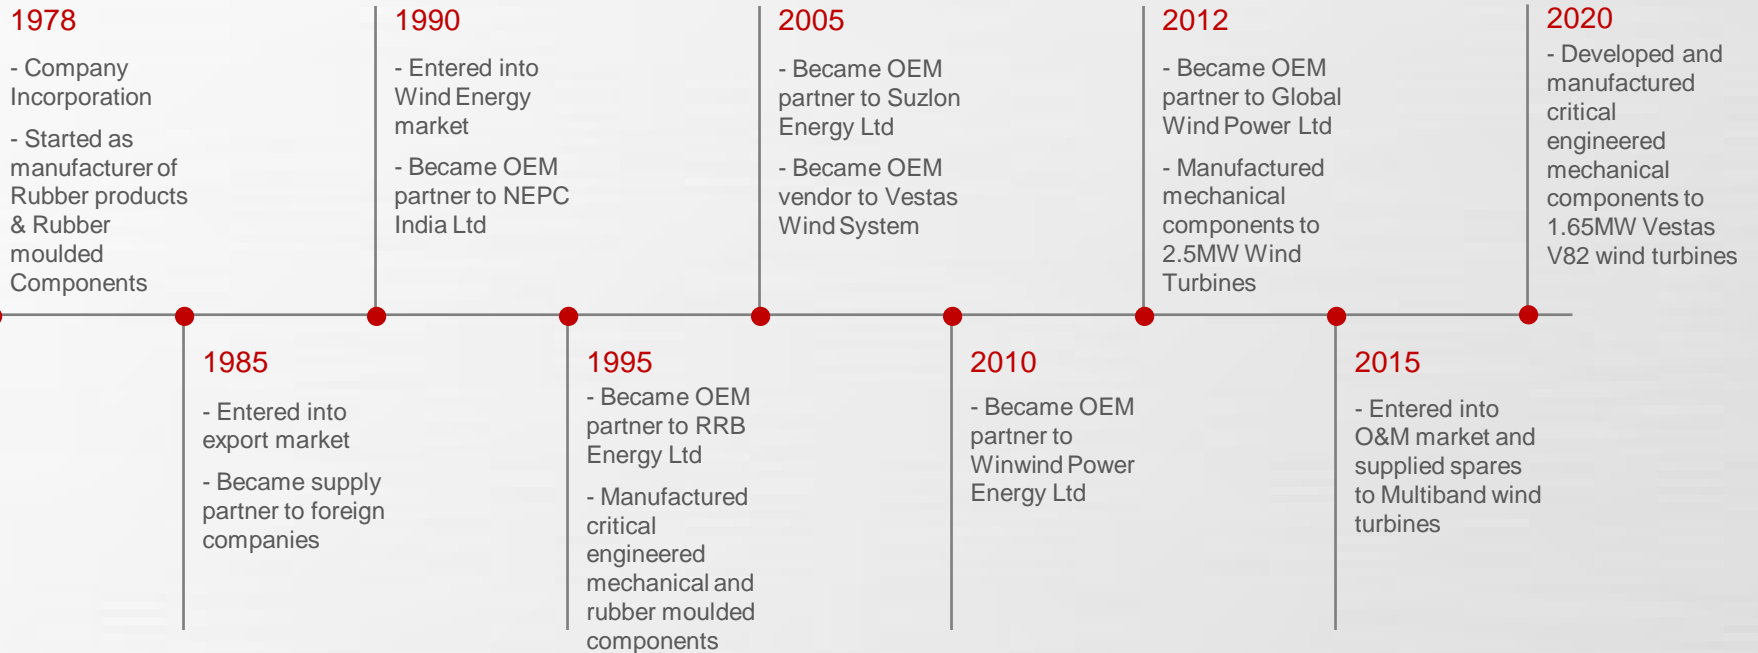 1978
- Company
Incorporation
- Started as
manufacturer of
Rubber products
& Rubber
moulded
Components
1985
- Entered into
export market
- Became supply
partner to foreign
companies
1990
- Entered into
Wind Energy
market
- Became OEM
partner to NEPC
India Ltd
1995
- Became OEM
partner to RRB
Energy Ltd
- Manufactured
critical
engineered
mechanical and
rubber moulded
components
2005
- Became OEM
partner to Suzlon
Energy Ltd
- Became OEM
vendor to Vestas
Wind System
2010
- Became OEM
partner to
Winwind Power
Energy Ltd
2012
- Became OEM
partner to Global
Wind Power Ltd
- Manufactured
mechanical
components to
2.5MW Wind
Turbines
2015
- Entered into
O&M market and
supplied spares
to Multiband wind
turbines
2020
- Developed and
manufactured
critical
engineered
mechanical
components to
1.65MW Vestas
V82 wind turbines